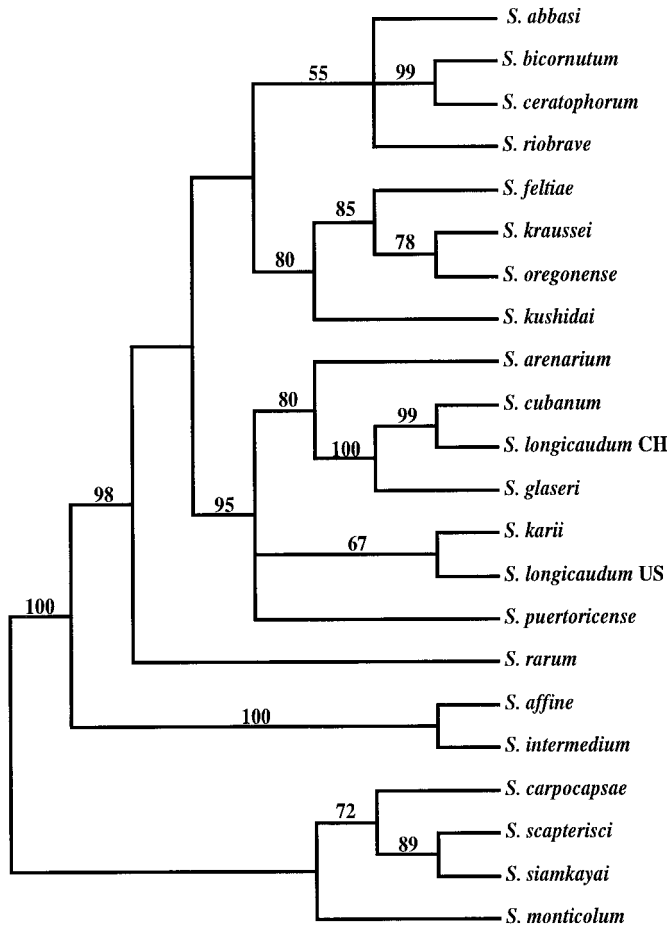 S. abbasi
55
99
S. bicornutum
S. ceratophorum
S. riobrave
S. feltiae
85
S. kraussei
78
80
S. oregonense
S. kushidai
S. arenarium
80
99
S. cubanum
100
S. longicaudum CH
S. glaseri
98
95
S. karii
67
S. longicaudum US
100
S. puertoricense
S. rarum
S. affine
100
S. intermedium
S. carpocapsae
72
S. scapterisci
89
S. siamkayai
S. monticolum